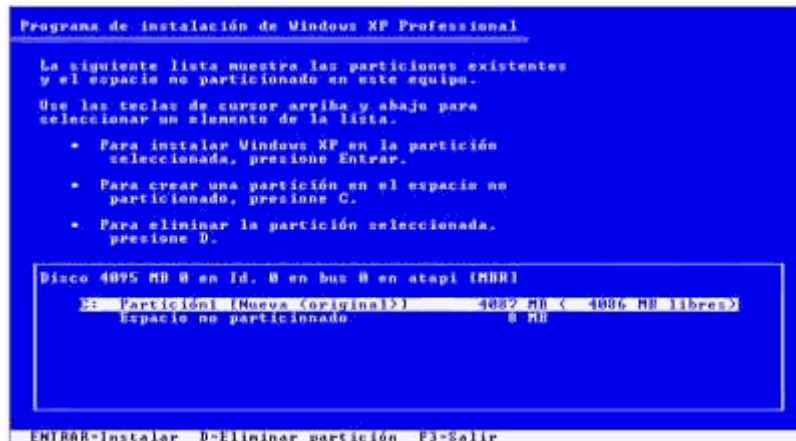 Programa de instalación de Windows XP Professional
La siguiente lista muestra las particiones existentes
y el espacio no particionado en este equipo.
Use las teclas de cursor arriba y abajo para
seleccionar un elemento de la lista.
• Para instalar Windows XP en la partición
seleccionada, presione Entrar.
• Para crear una partición en el espacio no
particionado, presione C.
• Para eliminar la partición seleccionada,
presione D.
Disco 4095 MB 0 en Id. 0 en bus 0 en atapi [MBR]
C: Partición1 [Nueva (original)] 4087 MB ( 4086 MB libres)
Espacio no particionado 8 MB
ENTRAR=Instalar D=Eliminar partición F3=Salir